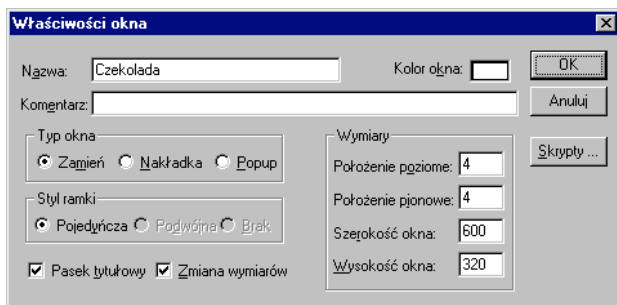 Właściwości okna
Nazwa: Czekolada Kolor okna: OK
Komentarz: Anuluj
Typ okna Wymiary Skrypty ...
Zamień Nakładka Popup Położenie poziome: 4
Styl ramki Położenie pionowe: 4
Pojedyńcza Podwójna Brak Szerokość okna: 600
Pasek tytułowy Zmiana wymiarów Wysokość okna: 320